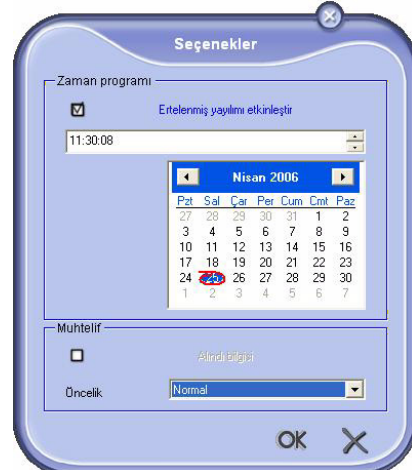 Seçenekler
Zaman programı
Ertelenmiş yayılımı etkinleştir
11:30:08
Nisan 2006
Pzt Sal Çar Per Cum Cmt Paz
27 28 29 30 31 1 2
3 4 5 6 7 8 9
10 11 12 13 14 15 16
17 18 19 20 21 22 23
24 25 26 27 28 29 30
1 2 3 4 5 6 7
Muhtelif
Alındı bilgisi
Öncelik Normal
OK